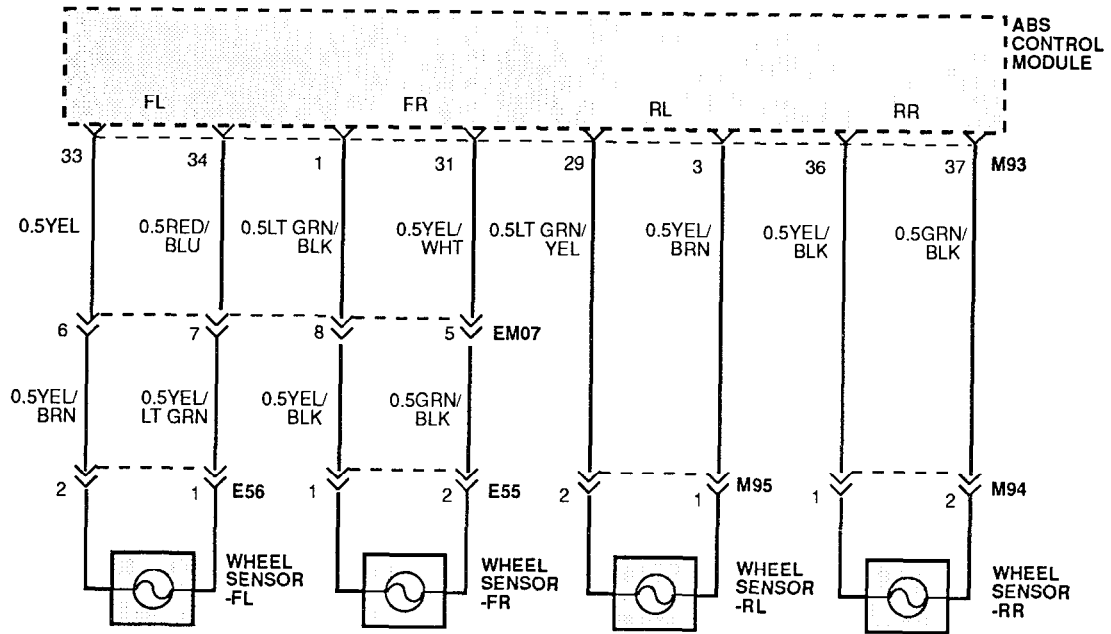 ABS
CONTROL
MODULE
FL FR RL RR
33 34 1 31 29 3 36 37 M93
0.5YEL 0.5RED/ 0.5LT GRN/ 0.5YEL/ 0.5LT GRN/ 0.5YEL/ 0.5YEL/ 0.5GRN/
BLU BLK WHT YEL BRN BLK BLK
6 7 8 5 EM07
0.5YEL/ 0.5YEL/ 0.5YEL/ 0.5GRN/
BRN LT GRN BLK BLK
2 1 E56 1 2 E55 2 1 M95 1 2 M94
WHEEL
SENSOR
-FL
WHEEL
SENSOR
-FR
WHEEL
SENSOR
-RL
WHEEL
SENSOR
-RR